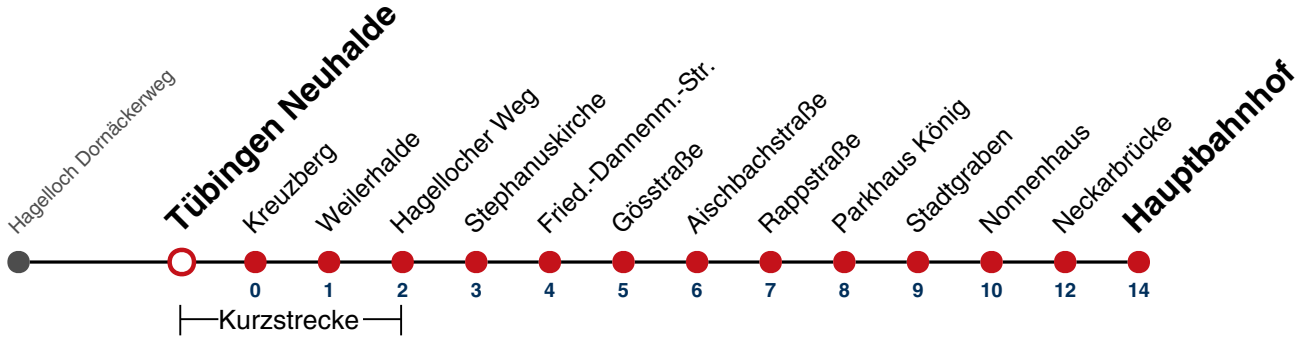 Hagelloch Dornäckerweg
Tübingen Neuhalde
Kreuzberg
Weilerhalde
Hagellocher Weg
Stephanuskirche
Fried.-Dannenm.-Str.
Gösstraße
Aischbachstraße
Rappstraße
Parkhaus König
Stadtgraben
Nonnenhaus
Neckarbrücke
Hauptbahnhof
0 1 2 3 4 5 6 7 8 9 10 12 14
Kurzstrecke